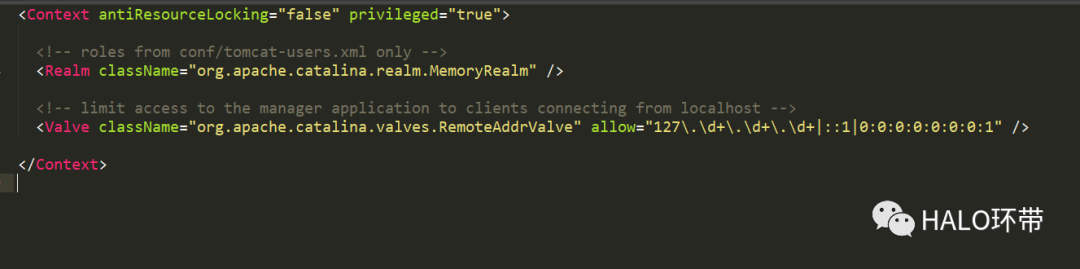 <Context antiResourceLocking="false" privileged="true">
<!-- roles from conf/tomcat-users.xml only -->
<Realm className="org.apache.catalina.realm.MemoryRealm" />
<!-- limit access to the manager application to clients connecting from localhost -->
<Valve className="org.apache.catalina.valves.RemoteAddrValve" allow="127\.\d+\.\d+\.\d+|::1|0:0:0:0:0:0:0:1" />
</Context>
HALO环带